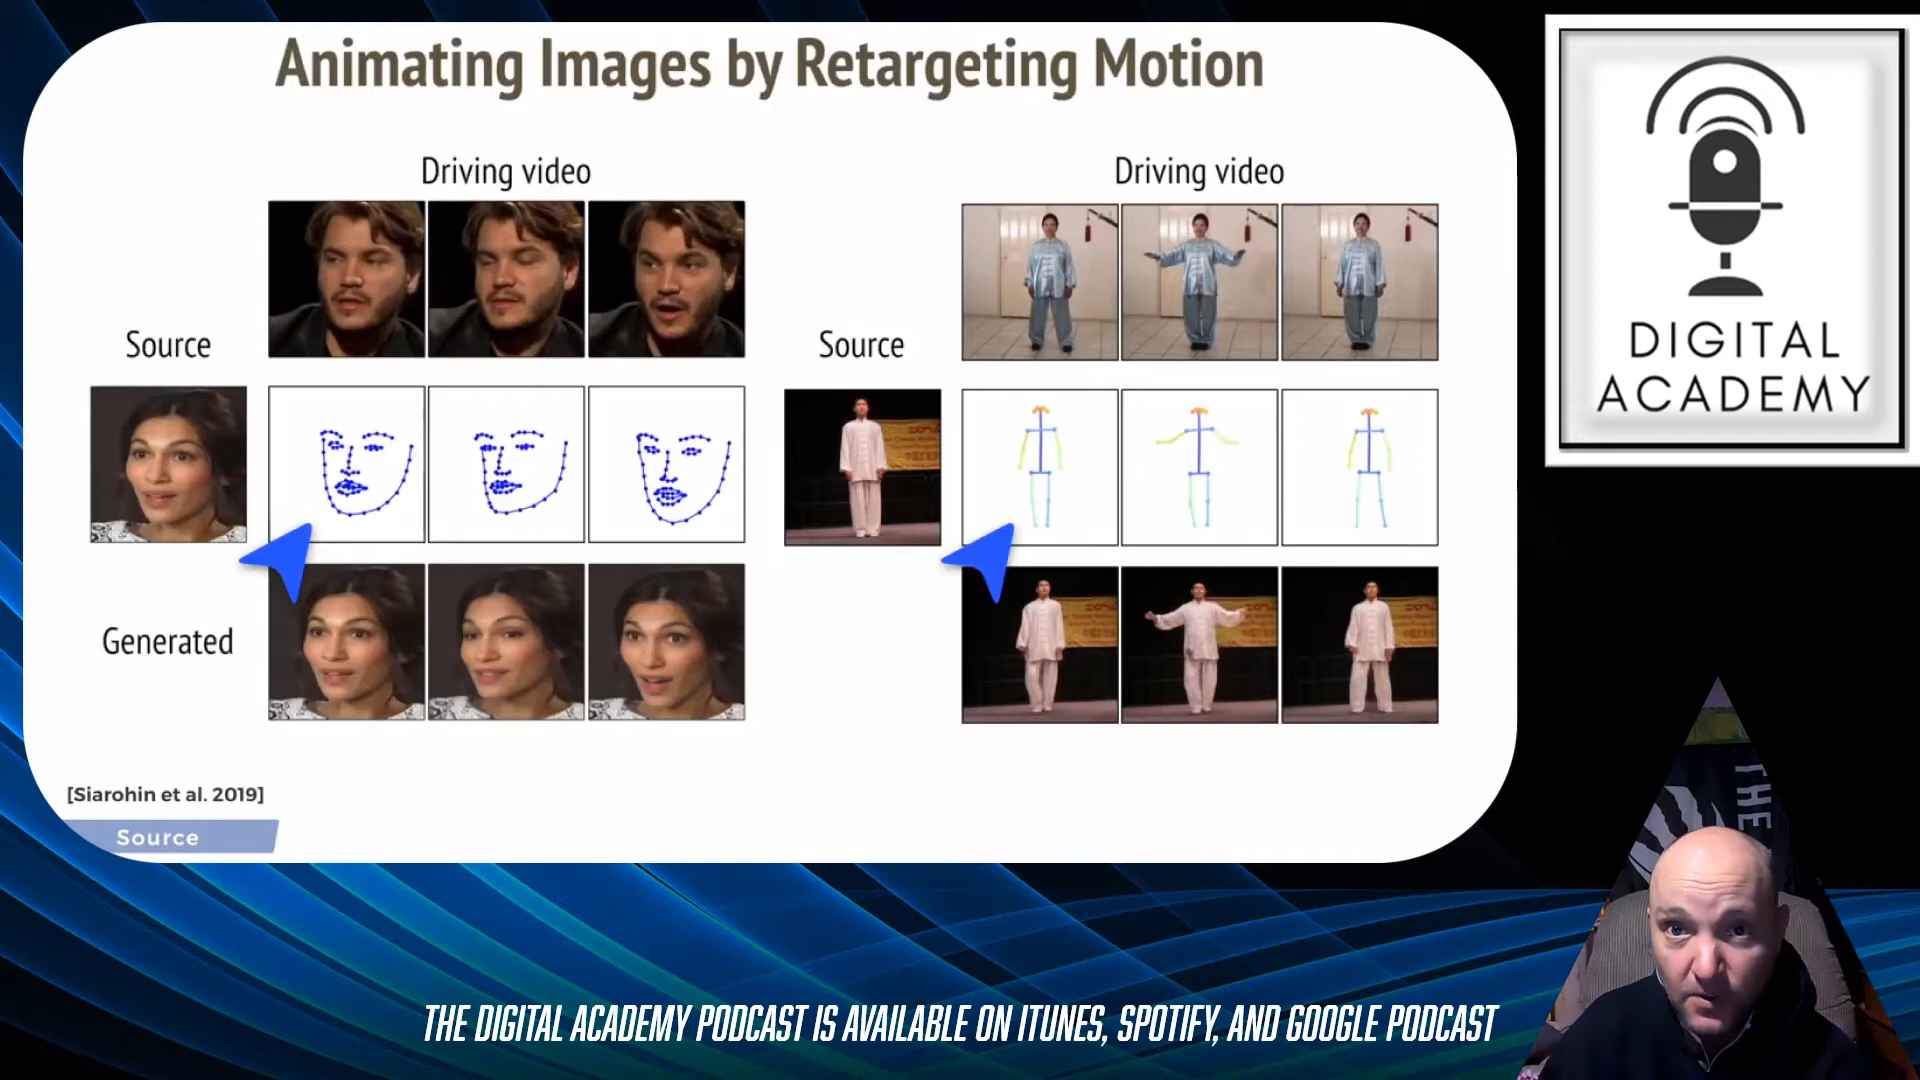 Animating Images by Retargeting Motion
Driving video
Driving video
Source
Source
Generated
[Siarohin et al. 2019]
Source
DIGITAL
ACADEMY
THE
THE DIGITAL ACADEMY PODCAST IS AVAILABLE ON ITUNES, SPOTIFY, AND GOOGLE PODCAST